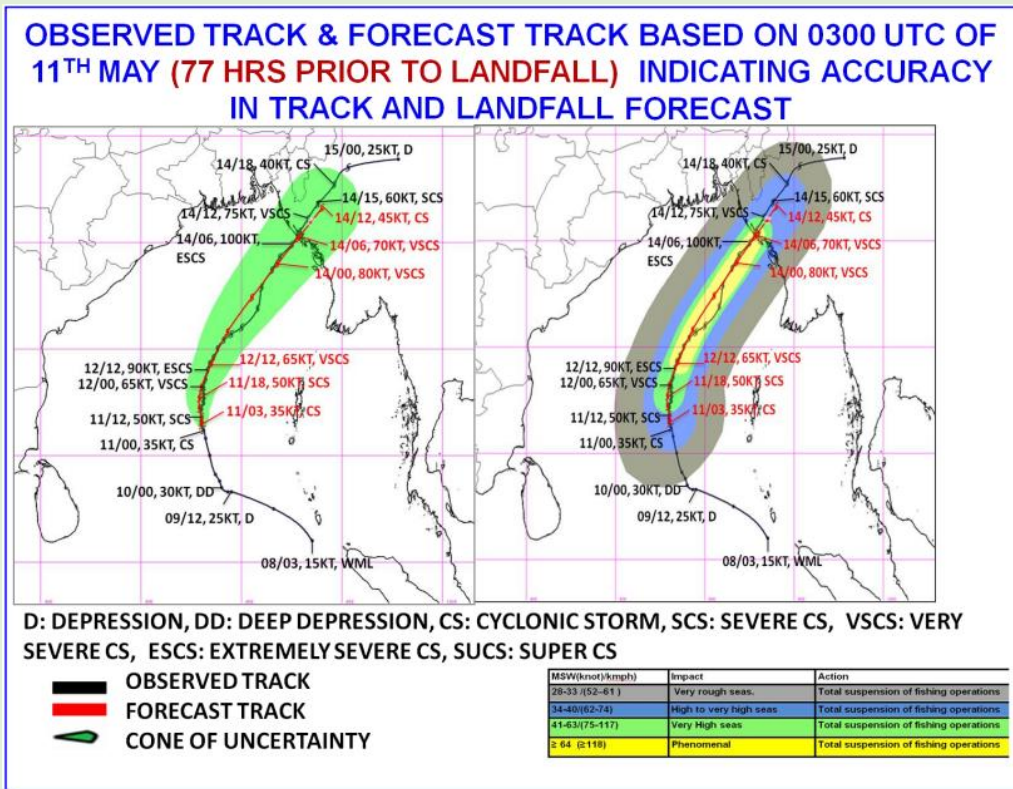 OBSERVED TRACK & FORECAST TRACK BASED ON 0300 UTC OF
11TH MAY (77 HRS PRIOR TO LANDFALL) INDICATING ACCURACY
IN TRACK AND LANDFALL FORECAST
15/00, 25KT, D
14/18, 40KT, CS
14/15, 60KT, SCS
14/12, 75KT, VSCS
14/12, 45KT, CS
14/06, 100KT,
ESCS
14/06, 70KT, VSCS
14/00, 80KT, VSCS
12/12, 65KT, VSCS
12/12, 90KT, ESCS
12/00, 65KT, VSCS
11/18, 50KT, SCS
11/03, 35KT, CS
11/12, 50KT, SCS
11/00, 35KT, CS
10/00, 30KT, DD
09/12, 25KT, D
08/03, 15KT, WML
15/00, 25KT, D
14/18, 40KT, CS
14/15, 60KT, SCS
14/12, 75KT, VSCS
14/12, 45KT, CS
14/06, 100KT,
ESCS
14/06, 70KT, VSCS
14/00, 80KT, VSCS
12/12, 65KT, VSCS
12/12, 90KT, ESCS
12/00, 65KT, VSCS
11/18, 50KT, SCS
11/03, 35KT, CS
11/12, 50KT, SCS
11/00, 35KT, CS
10/00, 30KT, DD
09/12, 25KT, D
08/03, 15KT, WML
D: DEPRESSION, DD: DEEP DEPRESSION, CS: CYCLONIC STORM, SCS: SEVERE CS, VSCS: VERY
SEVERE CS, ESCS: EXTREMELY SEVERE CS, SUCS: SUPER CS
OBSERVED TRACK
FORECAST TRACK
CONE OF UNCERTAINTY
MSW(knot)/kmph) Impact Action
28-33 /(52–61 ) Very rough seas. Total suspension of fishing operations
34-40/(62-74) High to very high seas Total suspension of fishing operations
41-63/(75-117) Very High seas Total suspension of fishing operations
≥ 64 (≥118) Phenomenal Total suspension of fishing operations